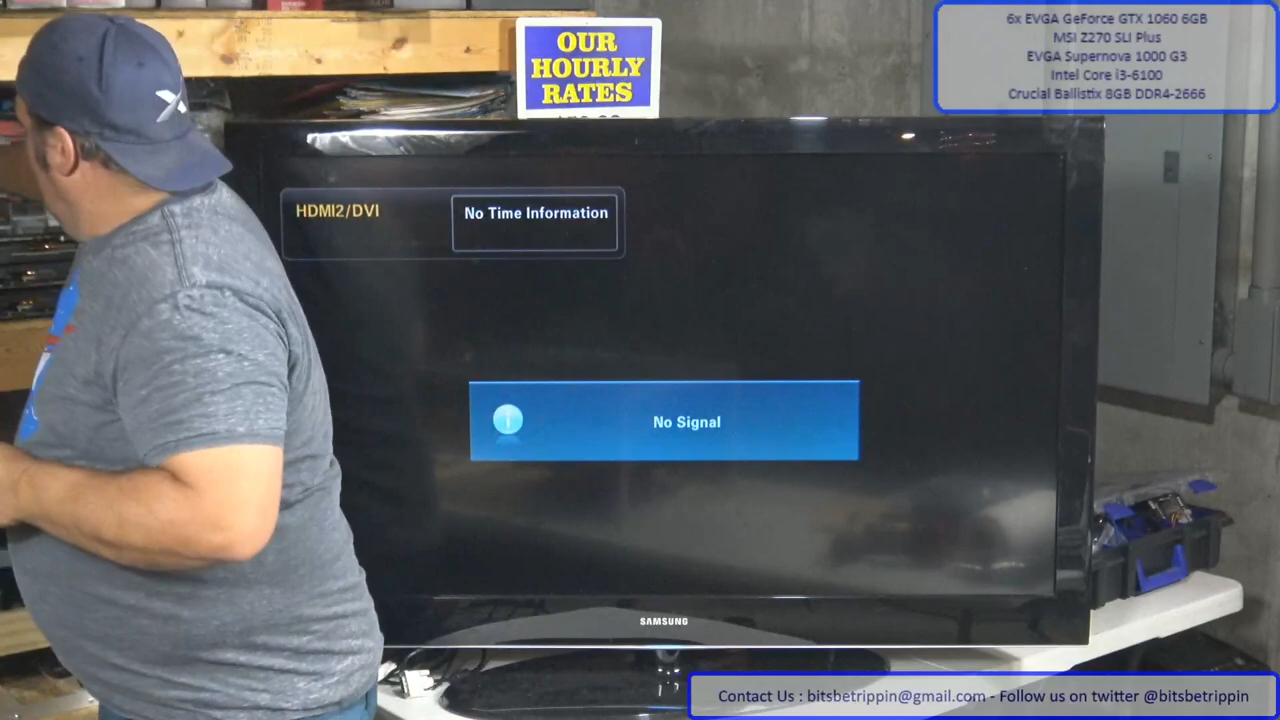 6x EVGA GeForce GTX 1060 6GB
MSI Z270 SLI Plus
EVGA Supernova 1000 G3
Intel Core i3-6100
Crucial Ballistix 8GB DDR4-2666
OUR
HOURLY
RATES
HDMI2/DVI
No Time Information
No Signal
SAMSUNG
Contact Us : bitsbetrippin@gmail.com - Follow us on twitter @bitsbetrippin